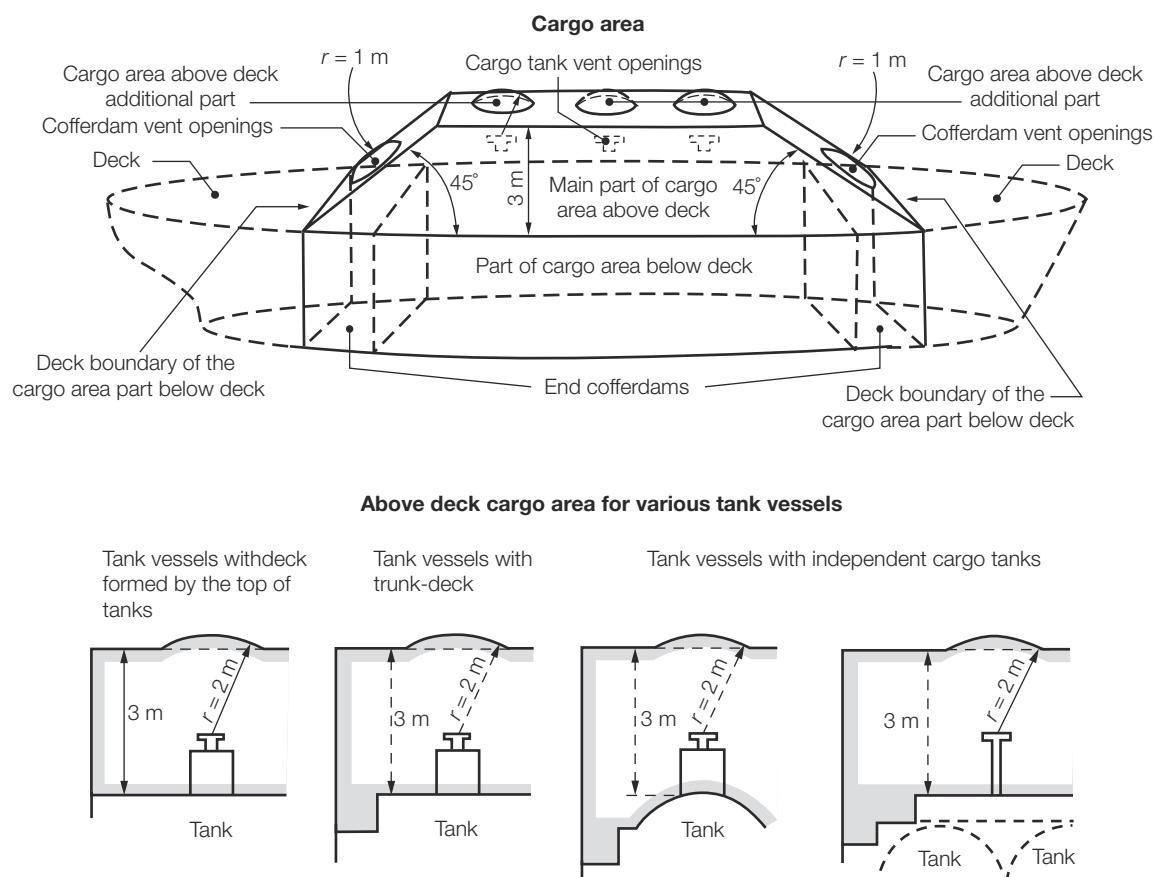 Cargo area
r = 1 m
Cargo tank vent openings
r = 1 m
Cargo area above deck
additional part
Cargo area above deck
additional part
Cofferdam vent openings
Cofferdam vent openings
Deck
Deck
45°
3 m
Main part of cargo
area above deck
45°
Part of cargo area below deck
Deck boundary of the
cargo area part below deck
End cofferdams
Deck boundary of the
cargo area part below deck
Above deck cargo area for various tank vessels
Tank vessels withdeck
formed by the top of
tanks
Tank vessels with
trunk-deck
Tank vessels with independent cargo tanks
3 m
r = 2 m
Tank
3 m
r = 2 m
Tank
3 m
r = 2 m
Tank
3 m
r = 2 m
Tank
Tank